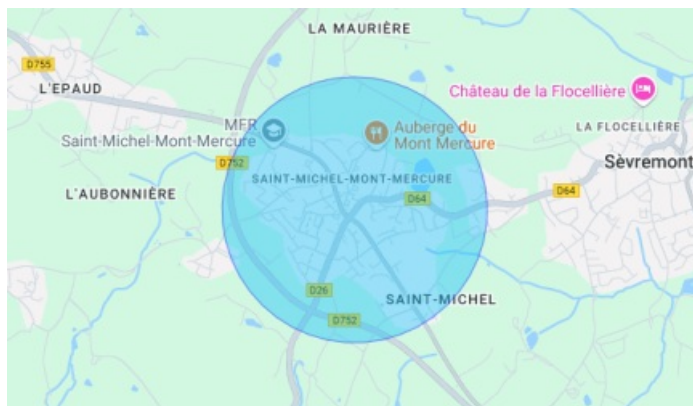 LA MAURIÈRE
D755
L'EPAUD
Château de la Flocellière
MFR
Saint-Michel-Mont-Mercure
Auberge du
Mont Mercure
LA FLOCELLIÈRE
D752
Sèvremont
SAINT-MICHEL-MONT-MERCURE
L'AUBONNIÈRE
D64
D64
D26
SAINT-MICHEL
D752